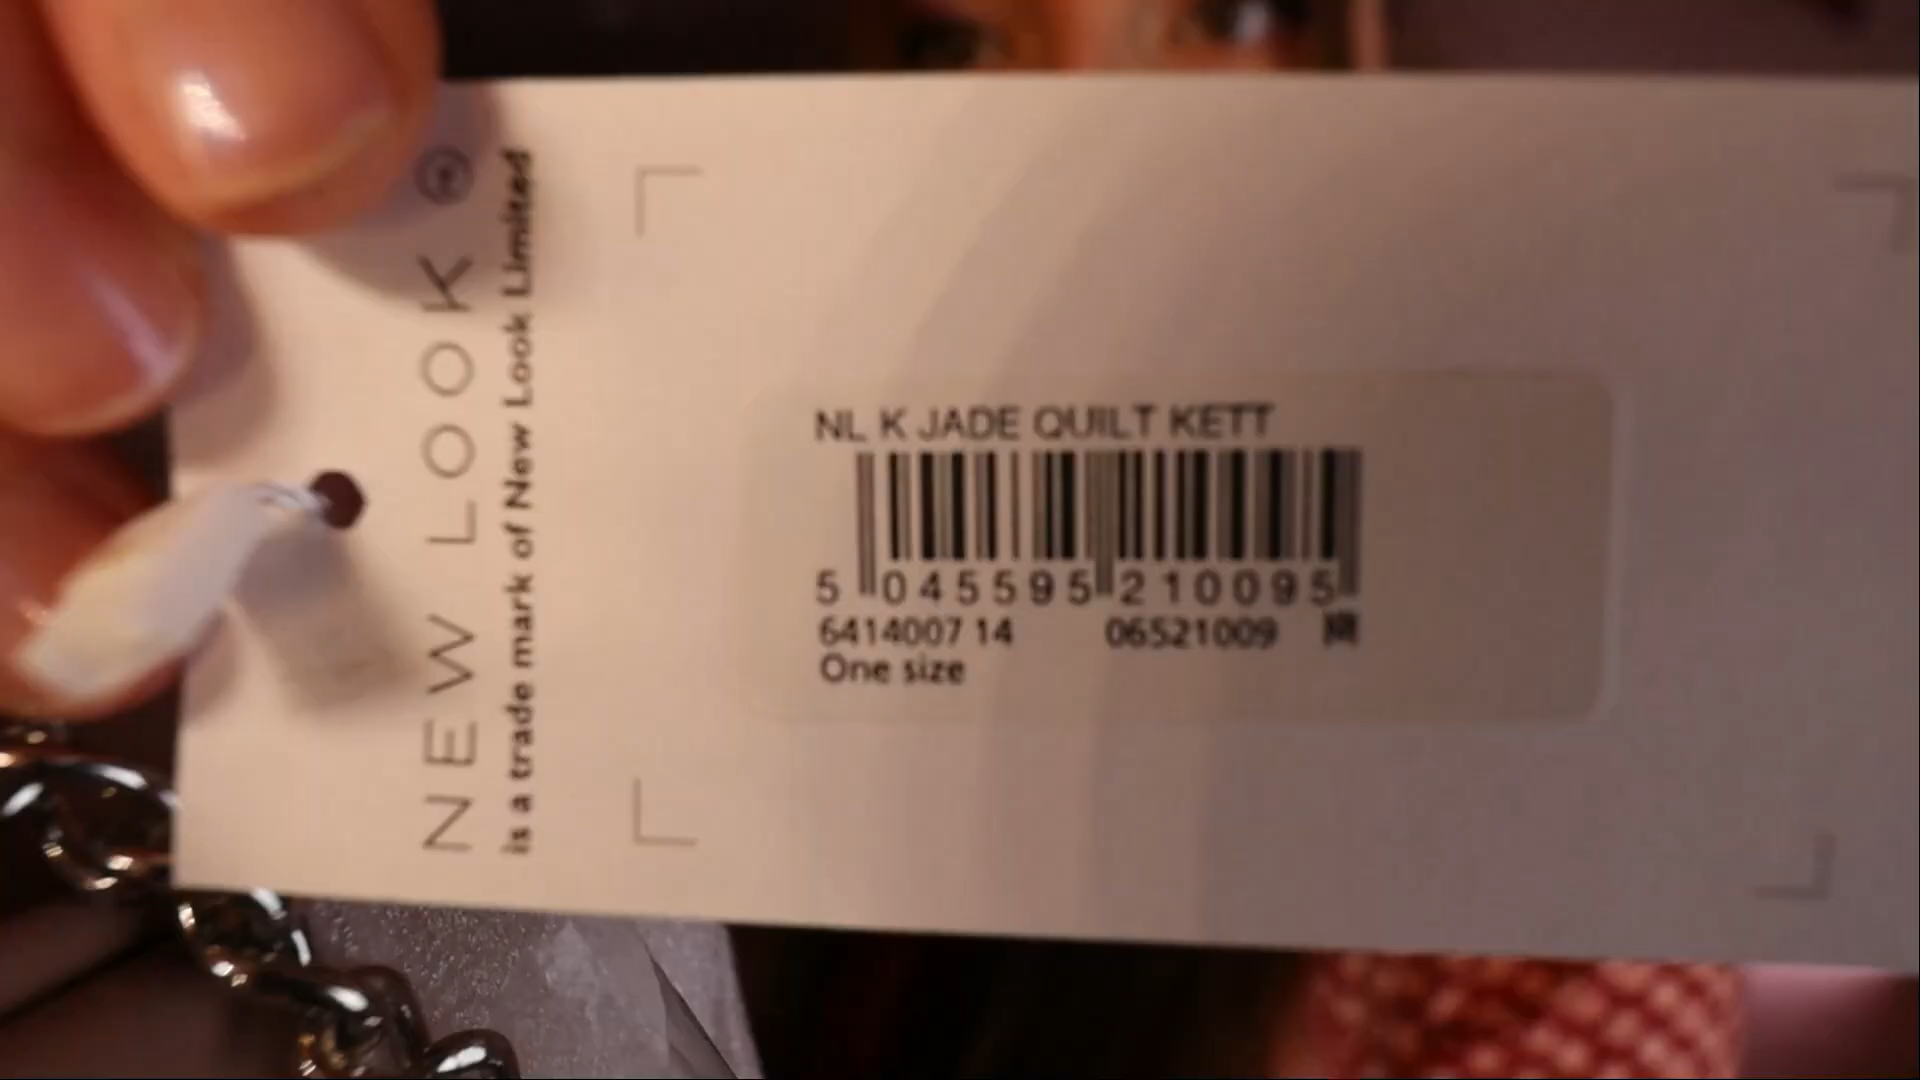 NEW LOOK®
is a trade mark of New Look Limited
NL K JADE QUILT KETT
5 045595 210095
6414007 14 06521009
One size